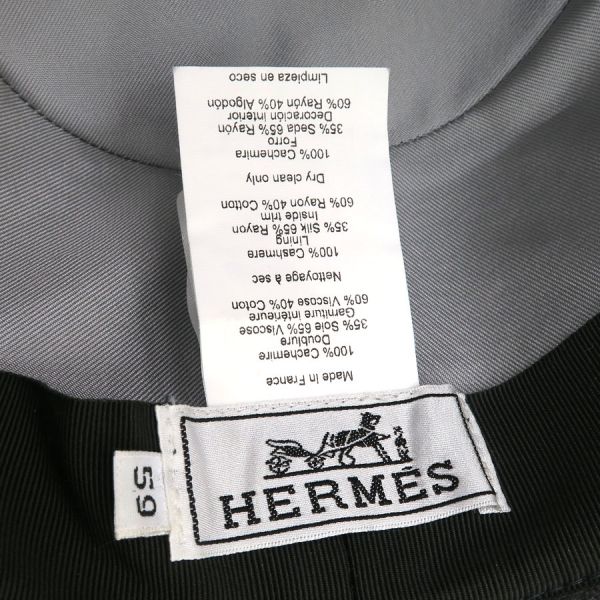 Made in France
100% Cachemire
Doublure
35% Soie 65% Viscose
Garniture intérieure
60% Viscose 40% Coton
Nettoyage à sec
100% Cashmere
Lining
35% Silk 65% Rayon
Inside trim
60% Rayon 40% Cotton
Dry clean only
100% Cachemira
Forro
35% Seda 65% Rayón
Decoración interior
60% Rayón 40% Algodón
Limpieza en seco
HERMÈS
59